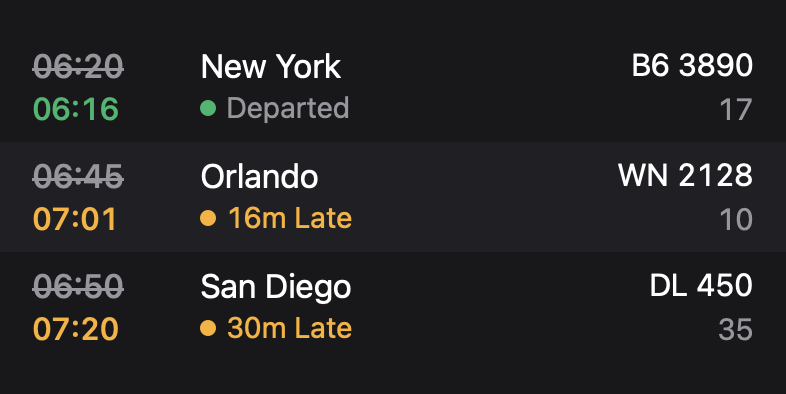 06:20 New York B6 3890
06:16 Departed 17
06:45 Orlando WN 2128
07:01 16m Late 10
06:50 San Diego DL 450
07:20 30m Late 35